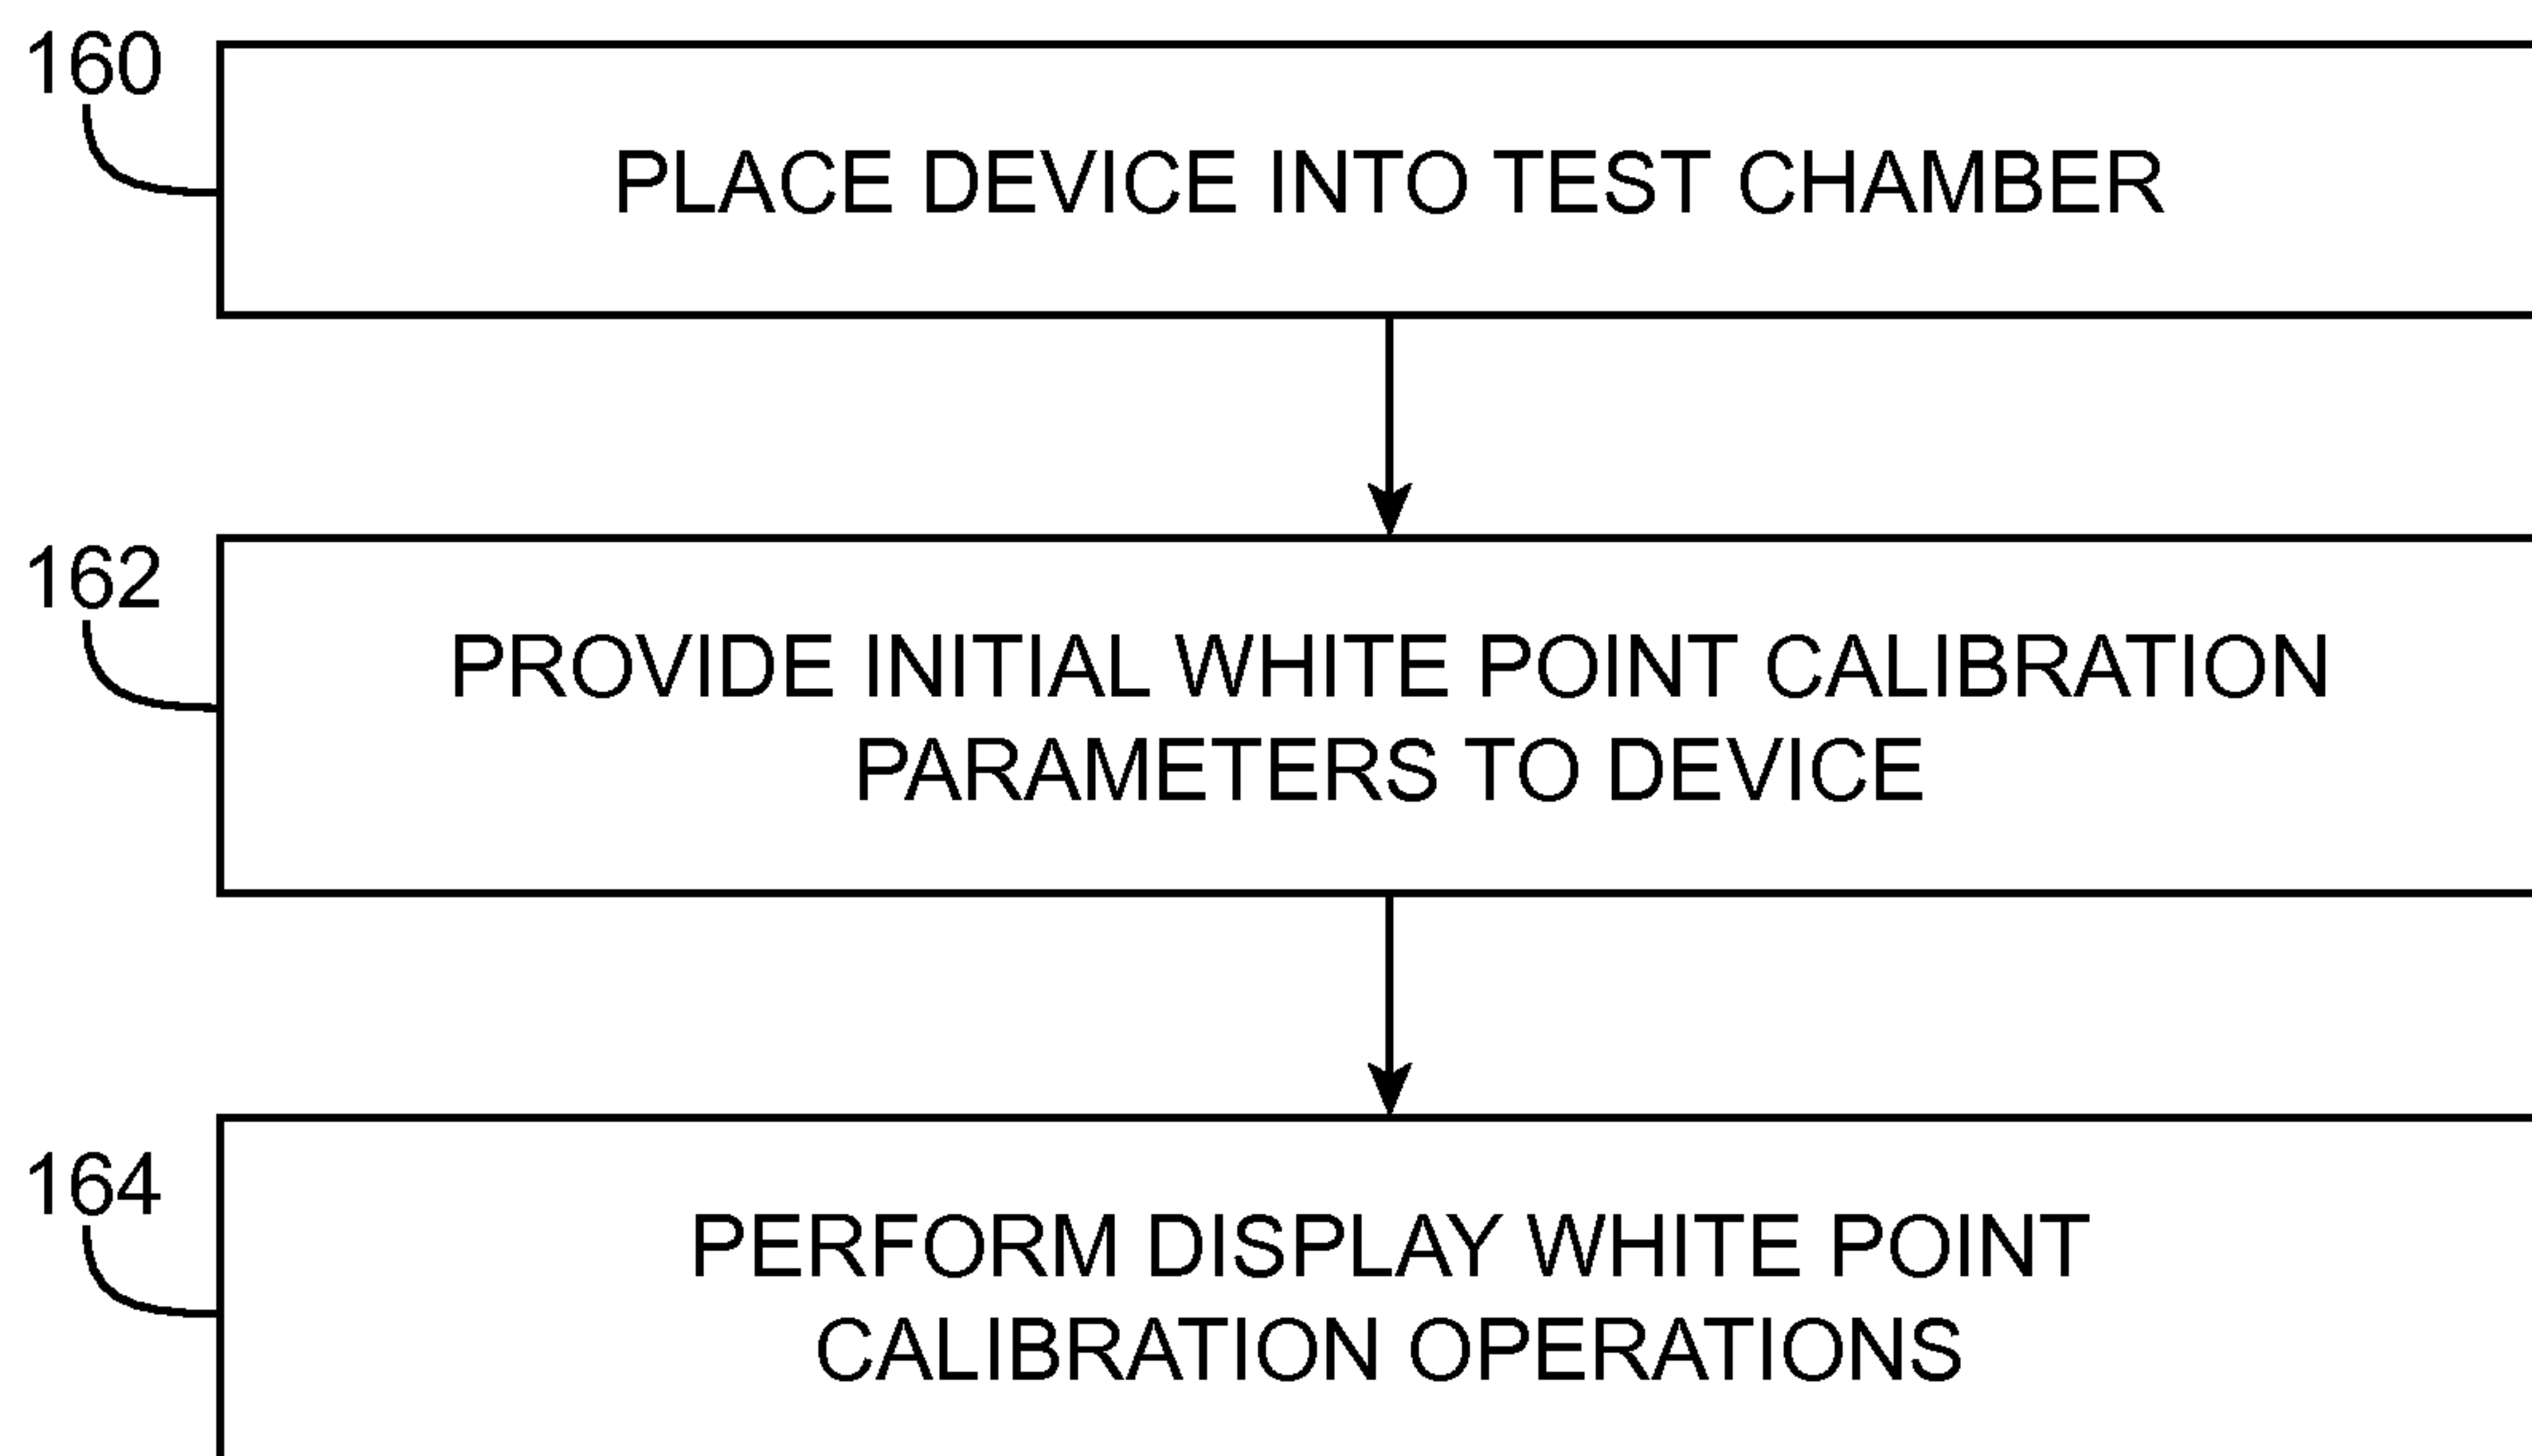 160
PLACE DEVICE INTO TEST CHAMBER
162
PROVIDE INITIAL WHITE POINT CALIBRATION
PARAMETERS TO DEVICE
164
PERFORM DISPLAY WHITE POINT
CALIBRATION OPERATIONS